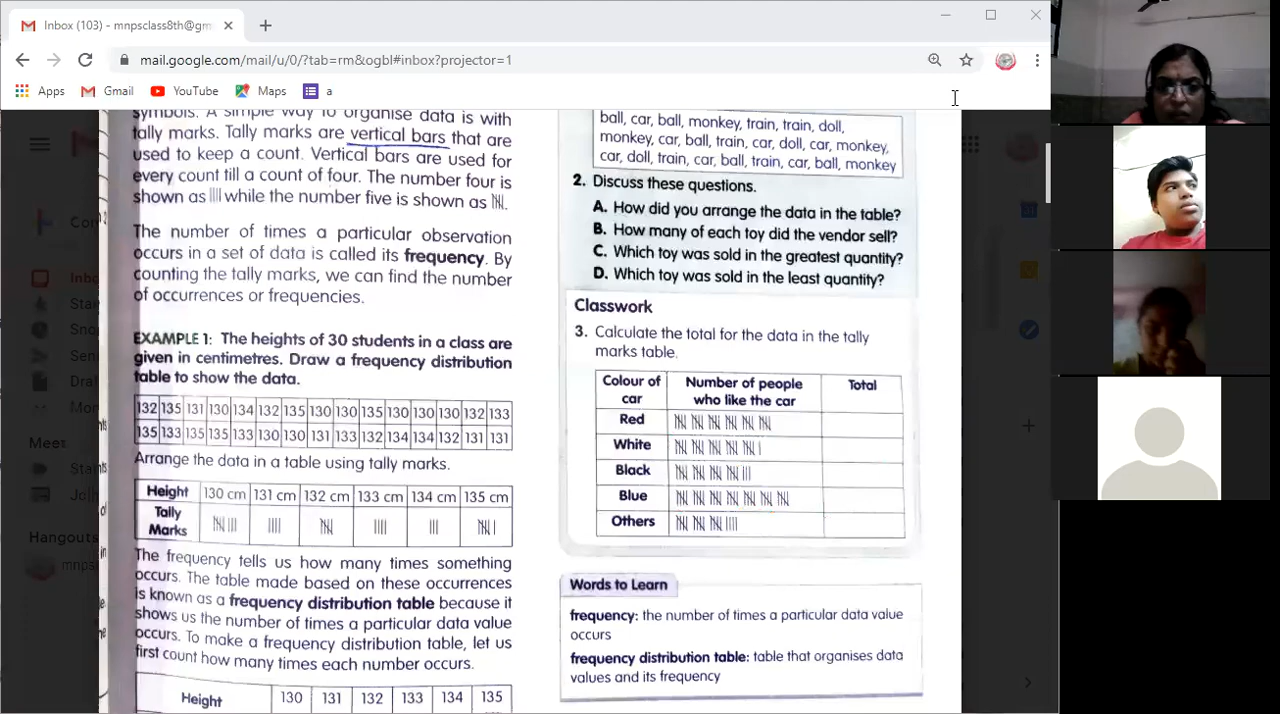 Inbox (103) - mnpsclass8th@gm
mail.google.com/mail/u/0/?tab=rm&ogbl#inbox?projector=1
Apps Gmail YouTube Maps a
symbols. A simple way to organise data is with
tally marks. Tally marks are vertical bars that are
used to keep a count. Vertical bars are used for
every count till a count of four. The number four is
shown as |||| while the number five is shown as
The number of times a particular observation
occurs in a set of data is called its frequency. By
counting the tally marks, we can find the number
of occurrences or frequencies.
EXAMPLE 1: The heights of 30 students in a class are
given in centimetres. Draw a frequency distribution
table to show the data.
132 135 131 130 134 132 135 130 130 135 130 130 130 132 133
135 133 135 135 133 130 130 131 133 132 134 134 132 131 131
Arrange the data in a table using tally marks.
Height 130 cm 131 cm 132 cm 133 cm 134 cm 135 cm
Tally
Marks
The frequency tells us how many times something
occurs. The table made based on these occurrences
is known as a frequency distribution table because it
shows us the number of times a particular data value
occurs. To make a frequency distribution table, let us
first count how many times each number occurs.
Height 130 131 132 133 134 135
ball, car, ball, monkey, train, train, doll,
monkey, car, ball, train, car, doll, car, monkey,
car, doll, train, car, ball, train, car, ball, monkey
2. Discuss these questions.
A. How did you arrange the data in the table?
B. How many of each toy did the vendor sell?
C. Which toy was sold in the greatest quantity?
D. Which toy was sold in the least quantity?
Classwork
3. Calculate the total for the data in the tally
marks table.
Colour of
car
Number of people
who like the car
Total
Red
White
Black
Blue
Others
Words to Learn
frequency: the number of times a particular data value
occurs
frequency distribution table: table that organises data
values and its frequency
Inb
Star
Sno
Sen
Dra
Mo
Meet
Sta
Joi
Hangouts
mnps